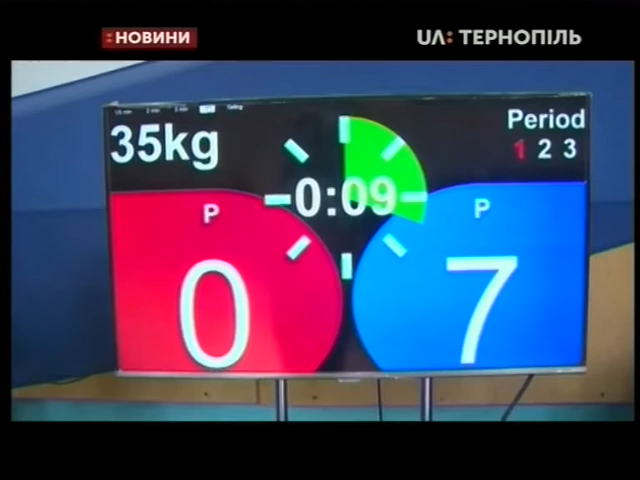 :НОВИНИ
UA: ТЕРНОПІЛЬ
35kg
Period
1 2 3
0:09
P
P
0
7